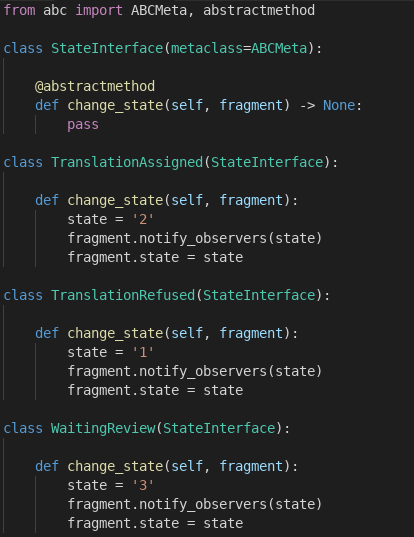 from abc import ABCMeta, abstractmethod
class StateInterface(metaclass=ABCMeta):
    @abstractmethod
    def change_state(self, fragment) -> None:
        pass
class TranslationAssigned(StateInterface):
    def change_state(self, fragment):
        state = '2'
        fragment.notify_observers(state)
        fragment.state = state
class TranslationRefused(StateInterface):
    def change_state(self, fragment):
        state = '1'
        fragment.notify_observers(state)
        fragment.state = state
class WaitingReview(StateInterface):
    def change_state(self, fragment):
        state = '3'
        fragment.notify_observers(state)
        fragment.state = state